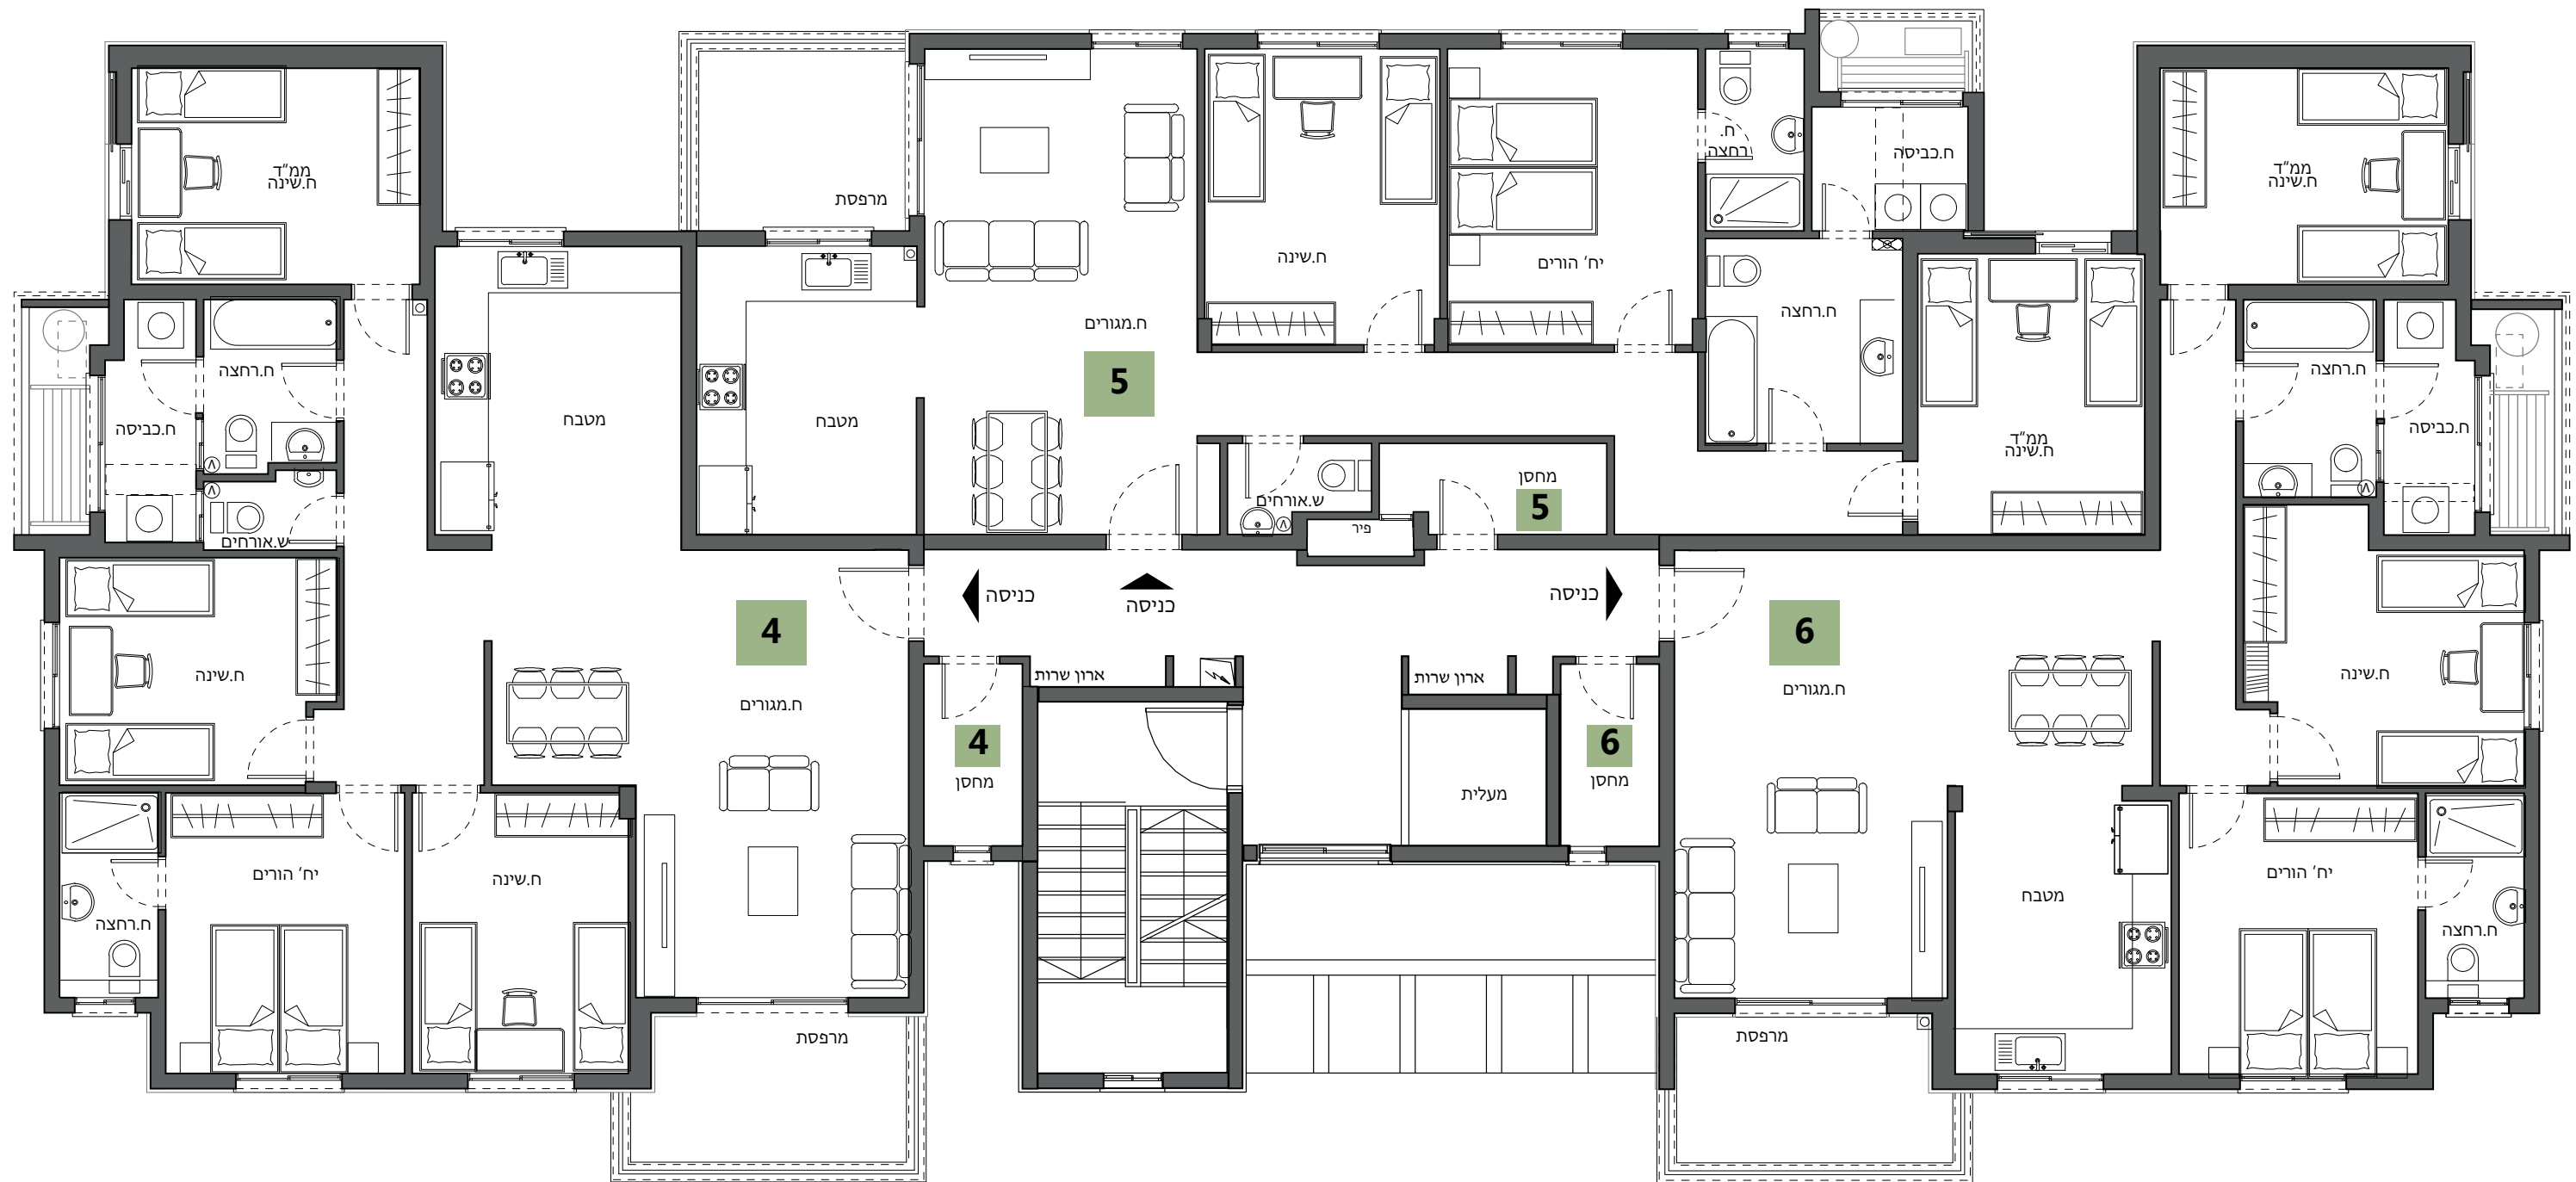 ח.
רחצה
ח.כביסה
ממ״ד
ח.שינה
ממ״ד
ח.שינה
מרפסת
ח.שינה
יח׳ הורים
ח.רחצה
ח.מגורים
5
ח.רחצה
ח.כביסה
מטבח
מטבח
ממ״ד
ח.שינה
ח.רחצה
ח.כביסה
מחסן
5
ש.אורחים
פיר
ש.אורחים
כניסה
כניסה
כניסה
4
6
ח.שינה
ארון שרות
ארון שרות
ח.שינה
ח.מגורים
ח.מגורים
4
מחסן
6
מחסן
מעלית
יח׳ הורים
ח.שינה
יח׳ הורים
מטבח
ח.רחצה
ח.רחצה
מרפסת
מרפסת